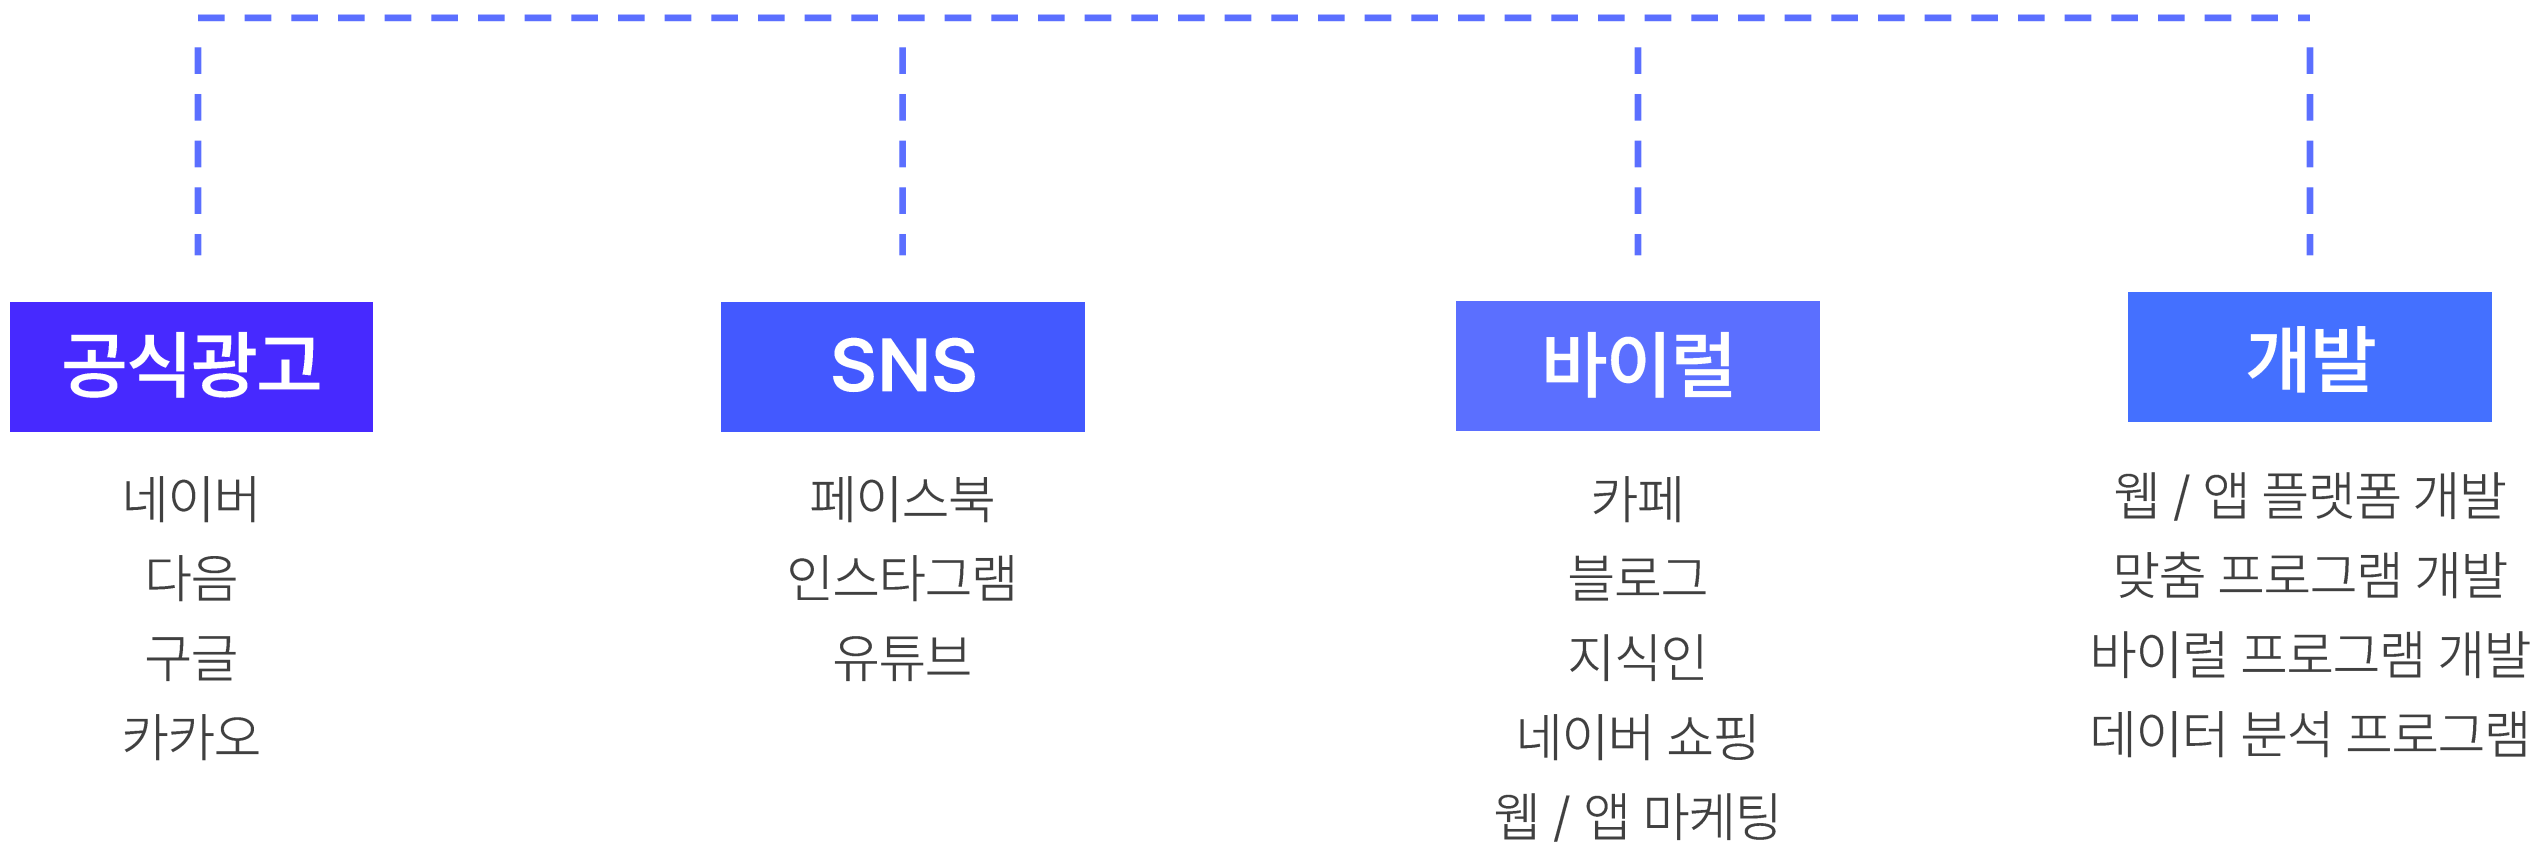 공식광고
네이버
다음
구글
카카오
SNS
페이스북
인스타그램
유튜브
바이럴
카페
블로그
지식인
네이버 쇼핑
웹 / 앱 마케팅
개발
웹 / 앱 플랫폼 개발
맞춤 프로그램 개발
바이럴 프로그램 개발
데이터 분석 프로그램